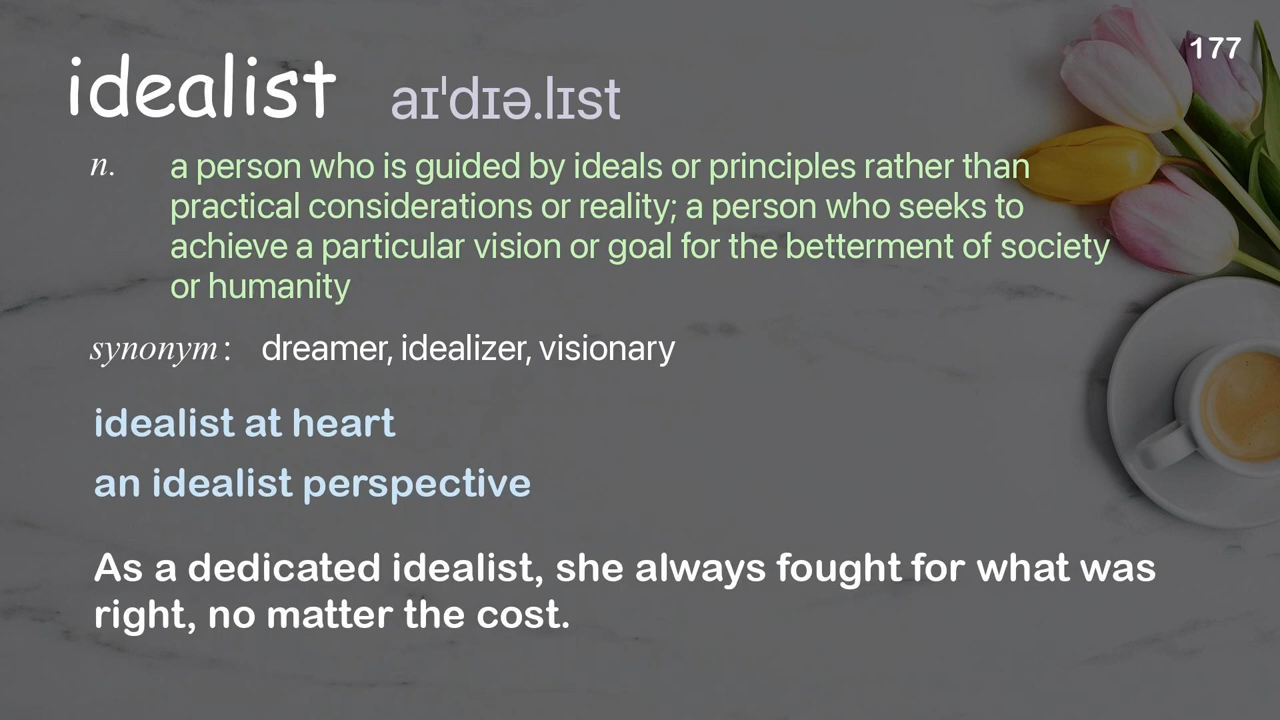 177
idealist aɪˈdɪə.lɪst
n. a person who is guided by ideals or principles rather than
practical considerations or reality; a person who seeks to
achieve a particular vision or goal for the betterment of society
or humanity
synonym: dreamer, idealizer, visionary
idealist at heart
an idealist perspective
As a dedicated idealist, she always fought for what was
right, no matter the cost.